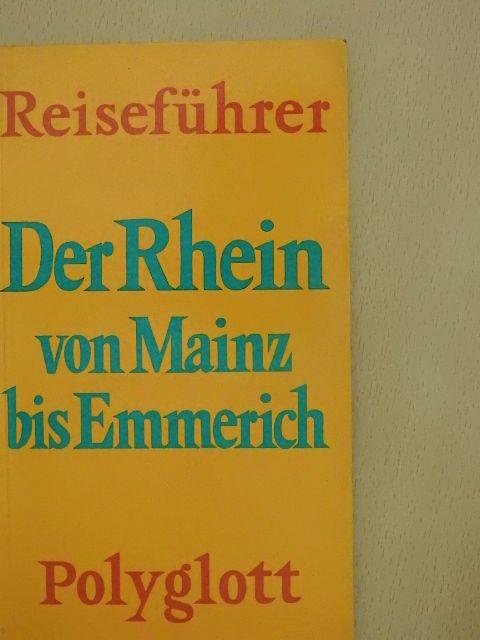 Reiseführer
Der Rhein
von Mainz
bis Emmerich
Polyglott